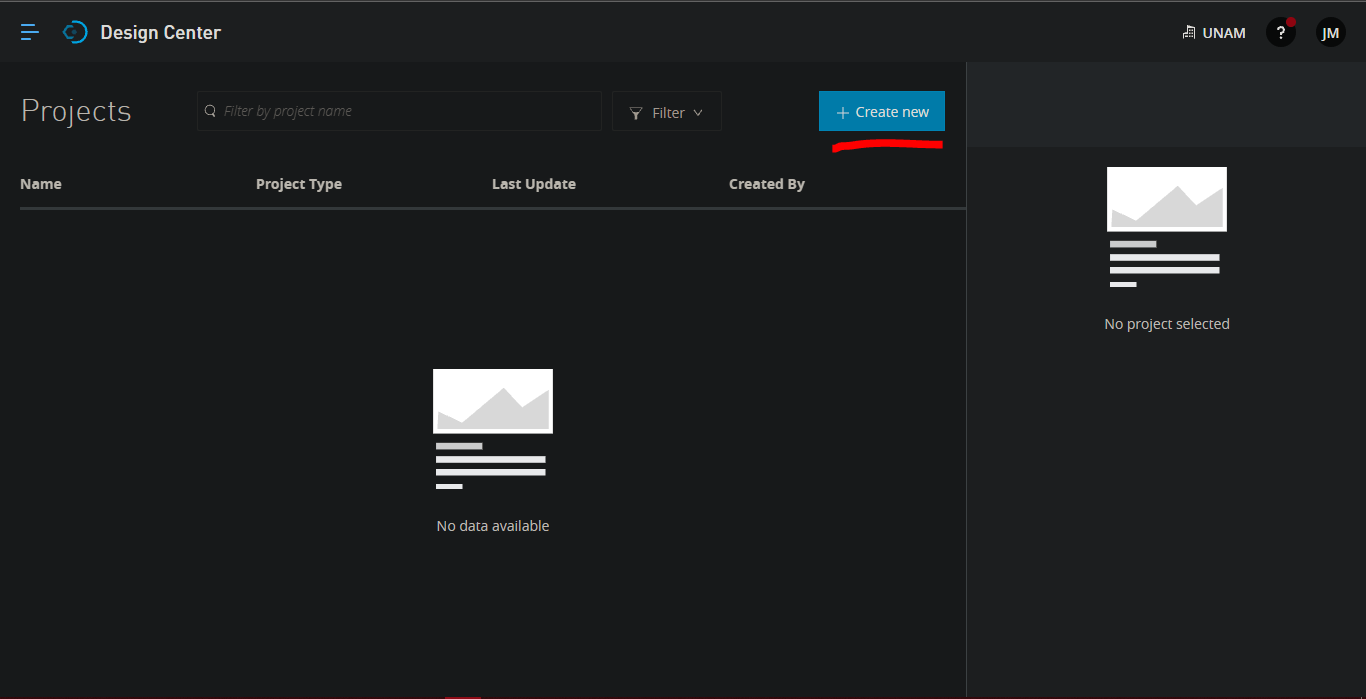 Design Center
UNAM
?
JM
Projects
Filter by project name
Filter
+ Create new
Name
Project Type
Last Update
Created By
No project selected
No data available